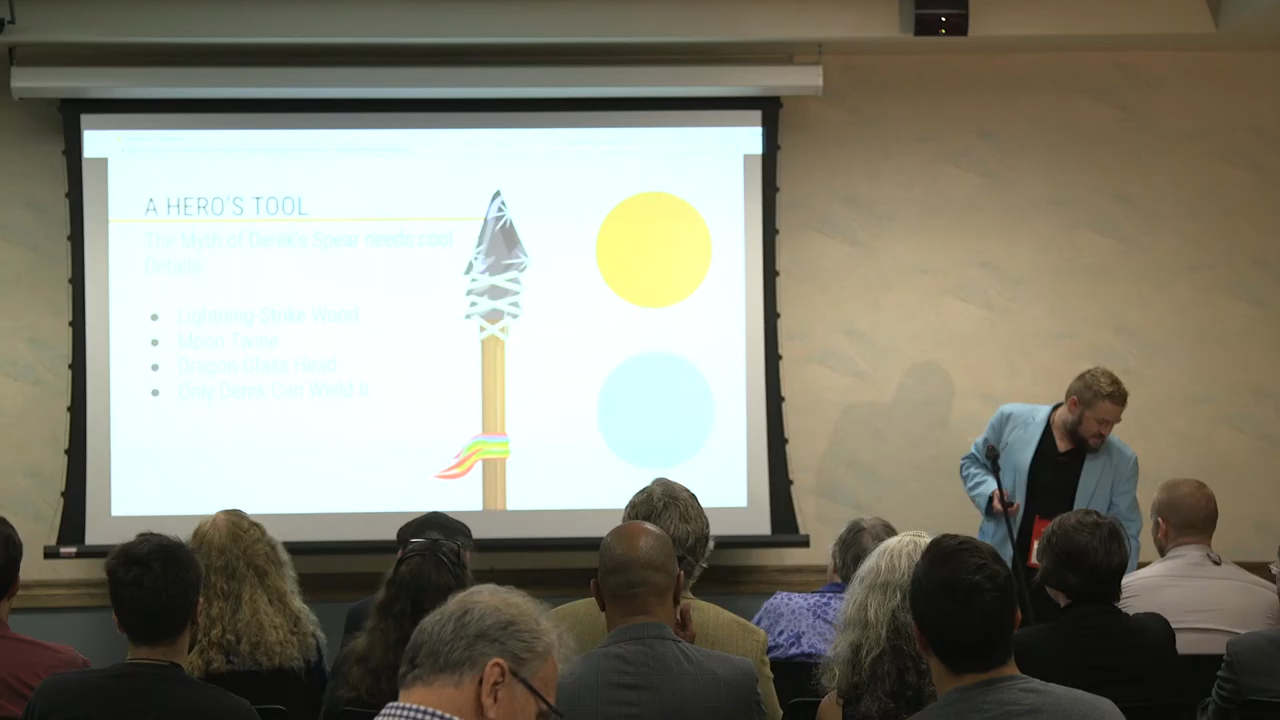 A HERO'S TOOL
The Myth of Derek's Spear needs cool
Details:
Lightning Strike Wood
Moon Twine
Dragon Glass Head
Only Derek Can Wield It